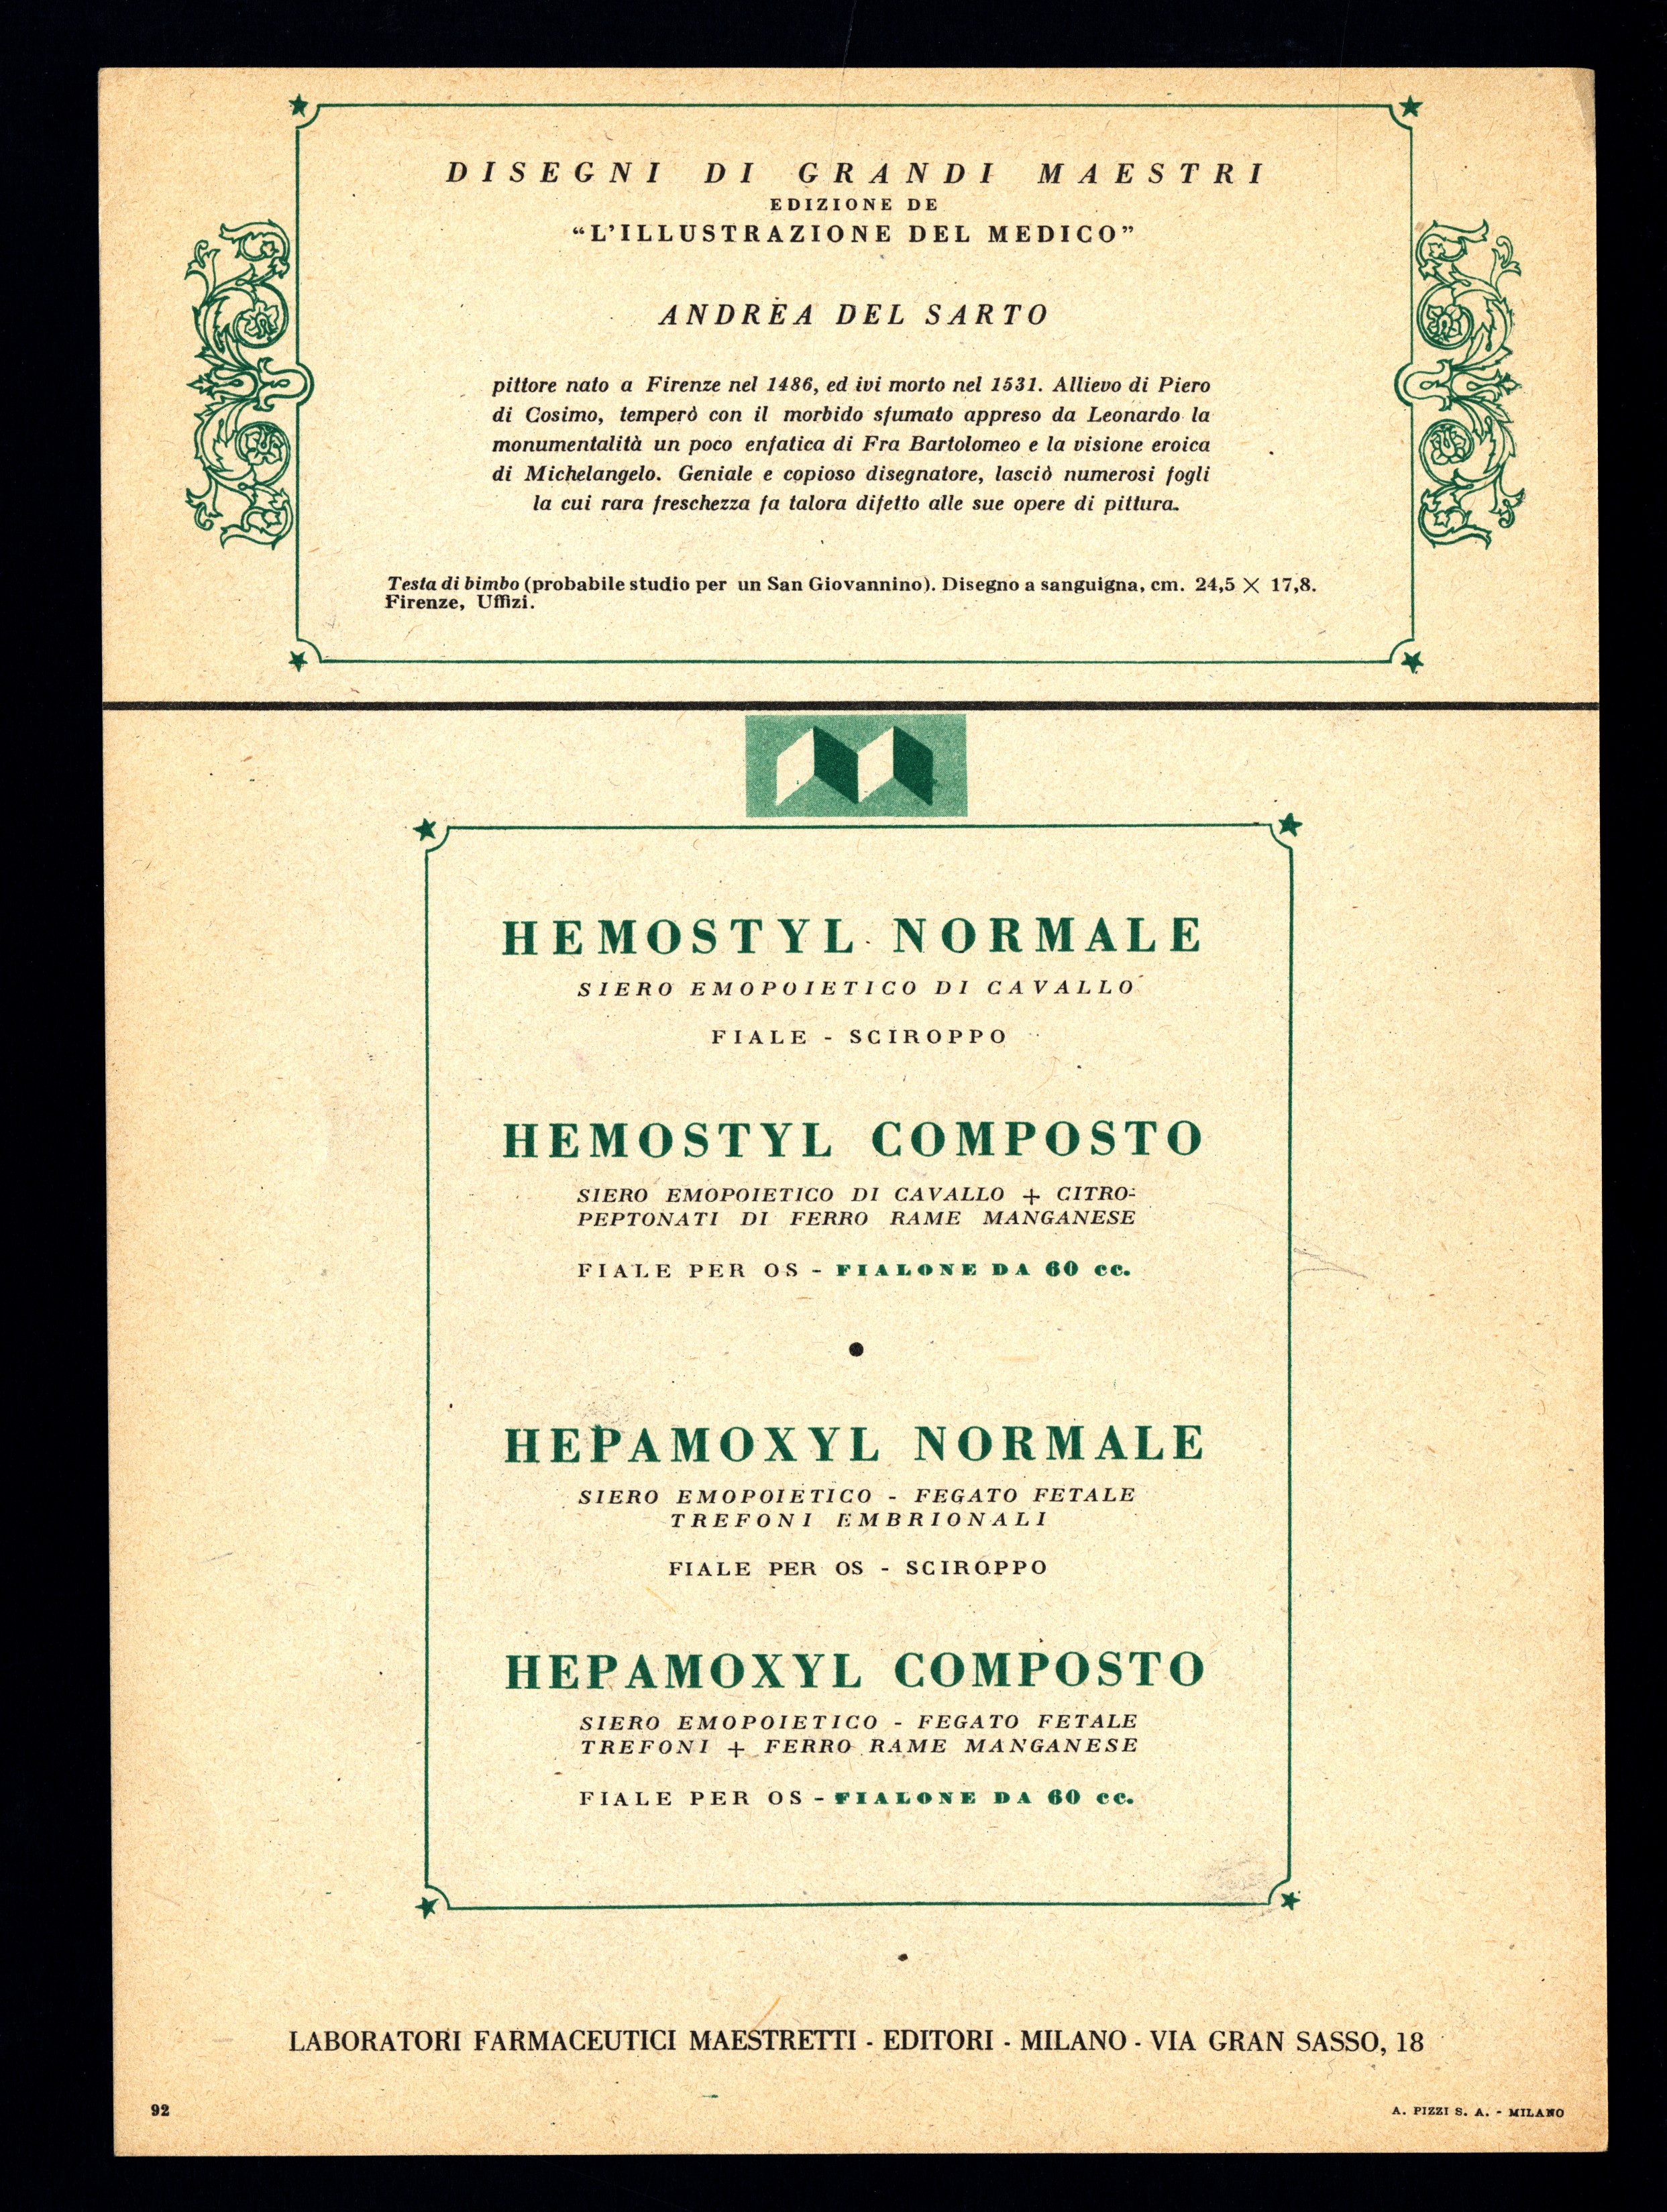 DISEGNI DI GRANDI MAESTRI
EDIZIONE DE
“L’ILLUSTRAZIONE DEL MEDICO”
ANDRÈA DEL SARTO
pittore nato a Firenze nel 1486, ed ivi morto nel 1531. Allievo di Piero
di Cosimo, temperò con il morbido sfumato appreso da Leonardo la
monumentalità un poco enfatica di Fra Bartolomeo e la visione eroica
di Michelangelo. Geniale e copioso disegnatore, lasciò numerosi fogli
la cui rara freschezza fa talora difetto alle sue opere di pittura.
Testa di bimbo (probabile studio per un San Giovannino). Disegno a sanguigna, cm. 24,5 × 17,8.
Firenze, Uffizi.
HEMOSTYL NORMALE
SIERO EMOPOIETICO DI CAVALLO
FIALE - SCIROPPO
HEMOSTYL COMPOSTO
SIERO EMOPOIETICO DI CAVALLO + CITRO-
PEPTONATI DI FERRO RAME MANGANESE
FIALE PER OS - FIALONE DA 60 cc.
HEPAMOXYL NORMALE
SIERO EMOPOIETICO - FEGATO FETALE
TREFONI EMBRIONALI
FIALE PER OS - SCIROPPO
HEPAMOXYL COMPOSTO
SIERO EMOPOIETICO - FEGATO FETALE
TREFONI + FERRO RAME MANGANESE
FIALE PER OS - FIALONE DA 60 cc.
LABORATORI FARMACEUTICI MAESTRETTI - EDITORI - MILANO - VIA GRAN SASSO, 18
92
A. PIZZI S. A. - MILANO